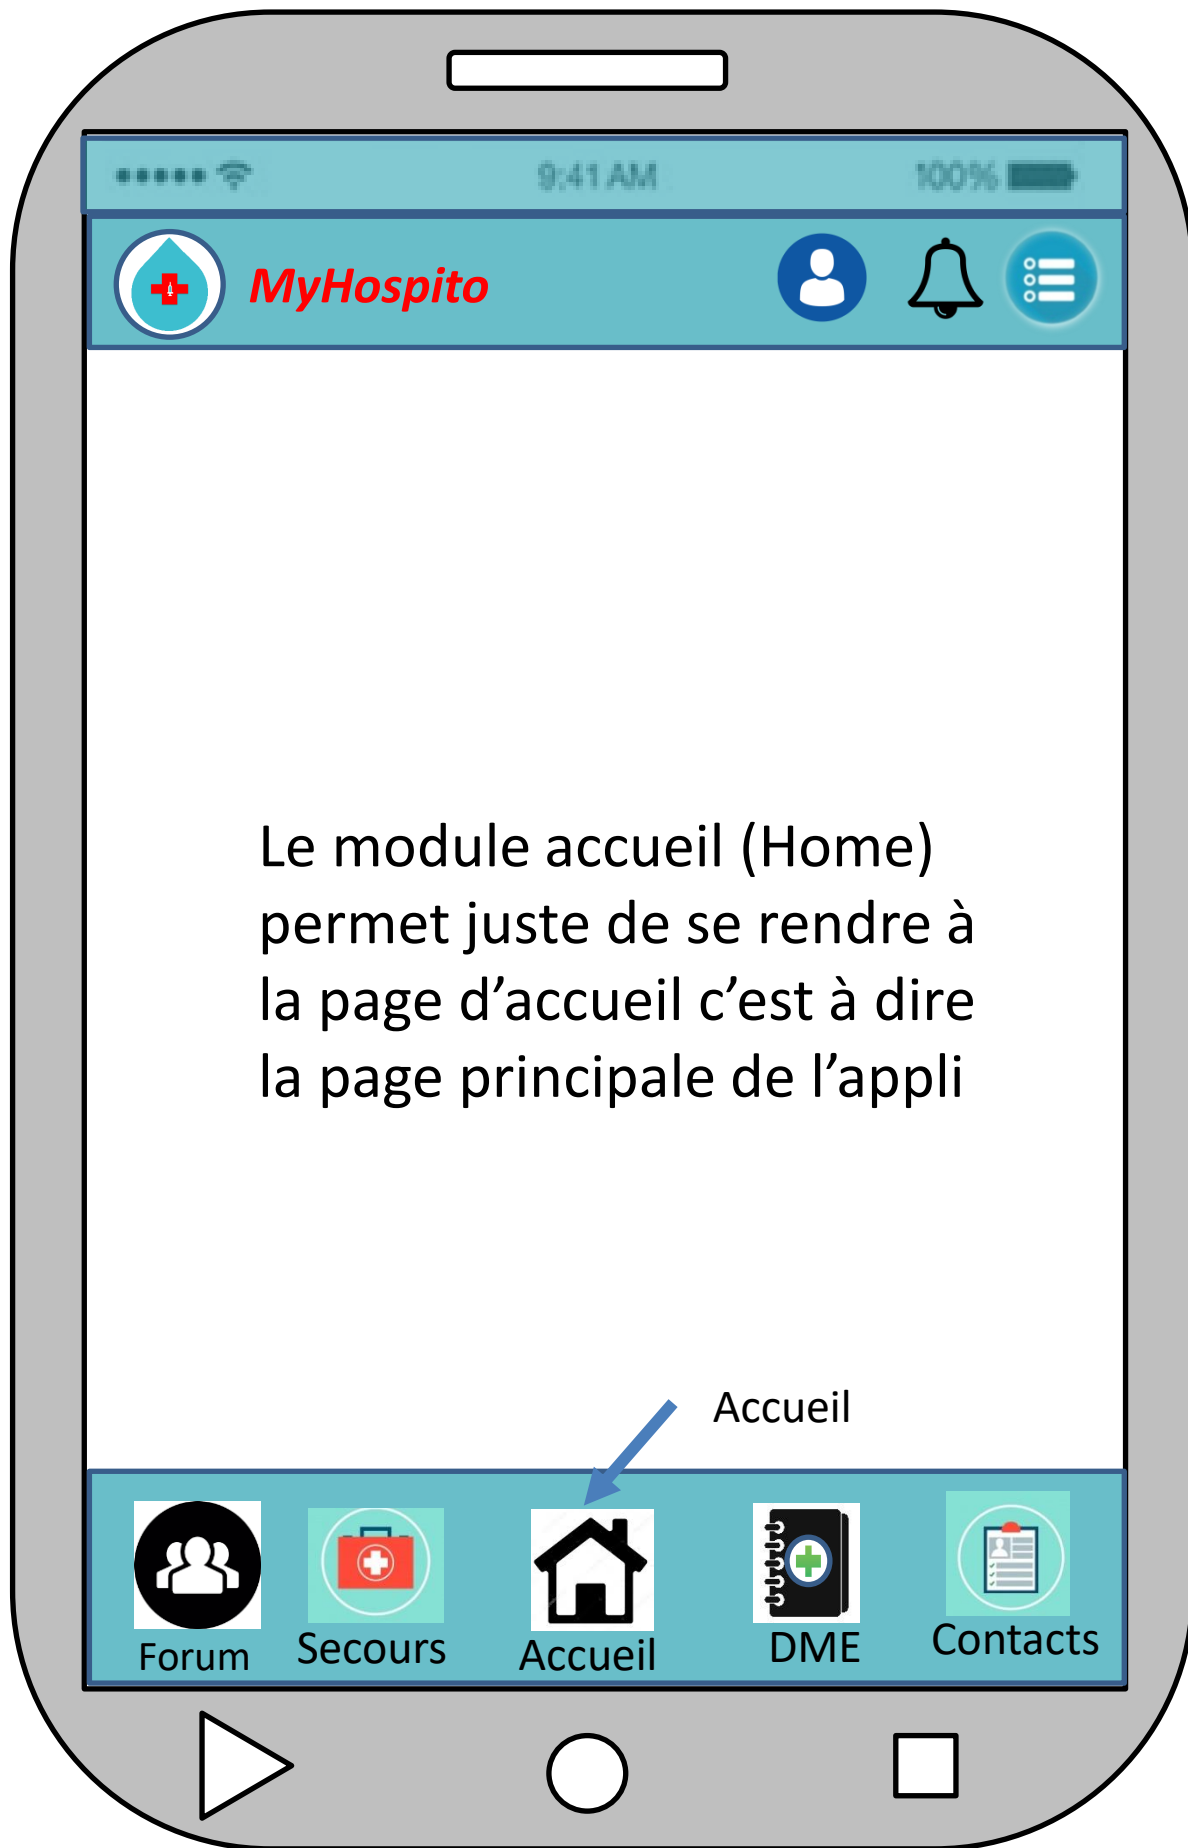 9:41 AM
100%
MyHospito
Le module accueil (Home)
permet juste de se rendre à
la page d’accueil c’est à dire
la page principale de l’appli
Accueil
Forum
Secours
Accueil
DME
Contacts